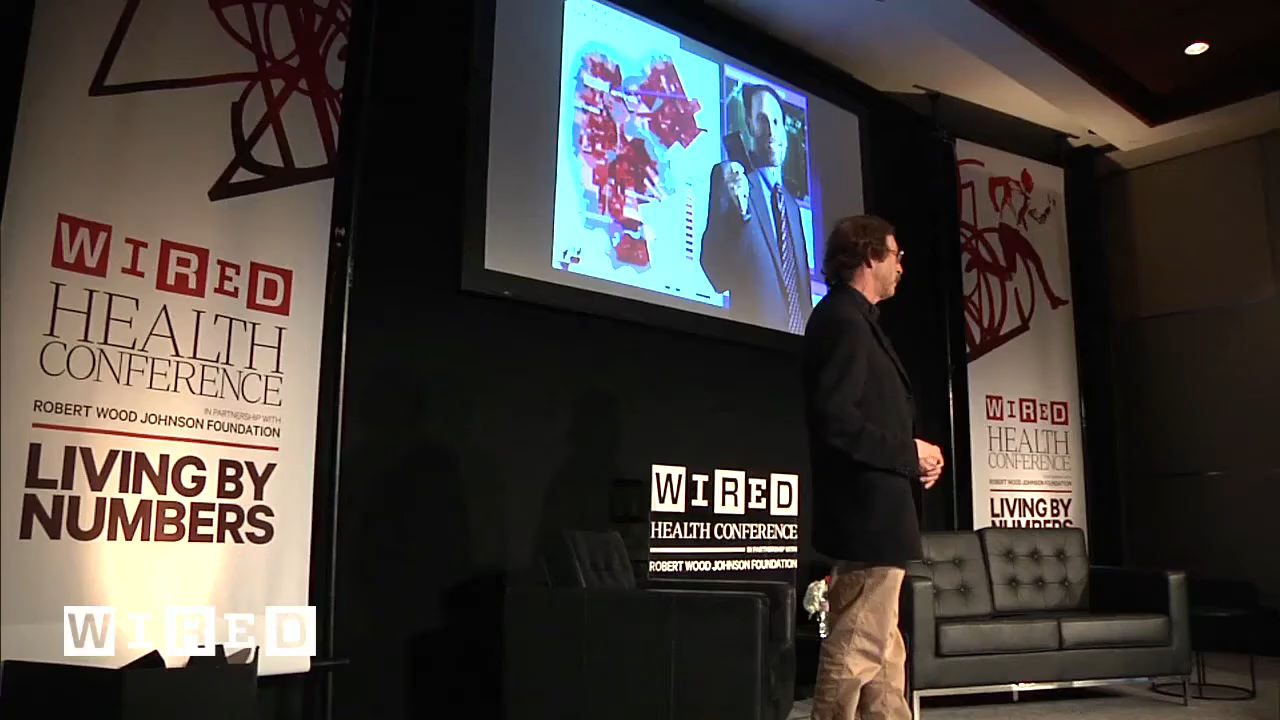 WIRED
HEALTH
CONFERENCE
IN PARTNERSHIP WITH
ROBERT WOOD JOHNSON FOUNDATION
LIVING BY
NUMBERS
WIRED
HEALTH CONFERENCE
IN PARTNERSHIP WITH
ROBERT WOOD JOHNSON FOUNDATION
WIRED
HEALTH
CONFERENCE
ROBERT WOOD JOHNSON FOUNDATION
LIVING BY
NUMBERS
WIRED